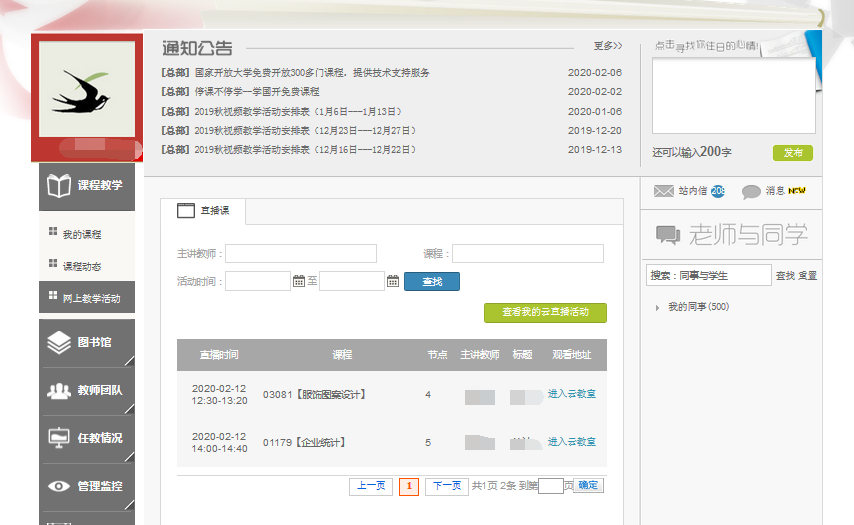 通知公告
更多>>
[总部] 国家开放大学免费开放300多门课程，提供技术支持服务 2020-02-06
[总部] 停课不停学--学国开免费课程 2020-02-02
[总部] 2019秋视频教学活动安排表（1月6日---1月13日） 2020-01-06
[总部] 2019秋视频教学活动安排表（12月23日---12月27日） 2019-12-20
[总部] 2019秋视频教学活动安排表（12月16日---12月22日） 2019-12-13
点击寻找你往日的心情!
还可以输入200字
发布
课程教学
我的课程
课程动态
网上教学活动
图书馆
教师团队
任教情况
管理监控
直播课
主讲教师：
课程：
活动时间：
至
查找
查看我的云直播活动
直播时间 课程 节点 主讲教师 标题 观看地址
2020-02-12
12:30-13:20
03081【服饰图案设计】 4 进入云教室
2020-02-12
14:00-14:40
01179【企业统计】 5 进入云教室
上一页 1 下一页 共1页 2条 到第 页 确定
站内信
消息 NEW
老师与同学
搜索：同事与学生 查找 重置
我的同事(500)